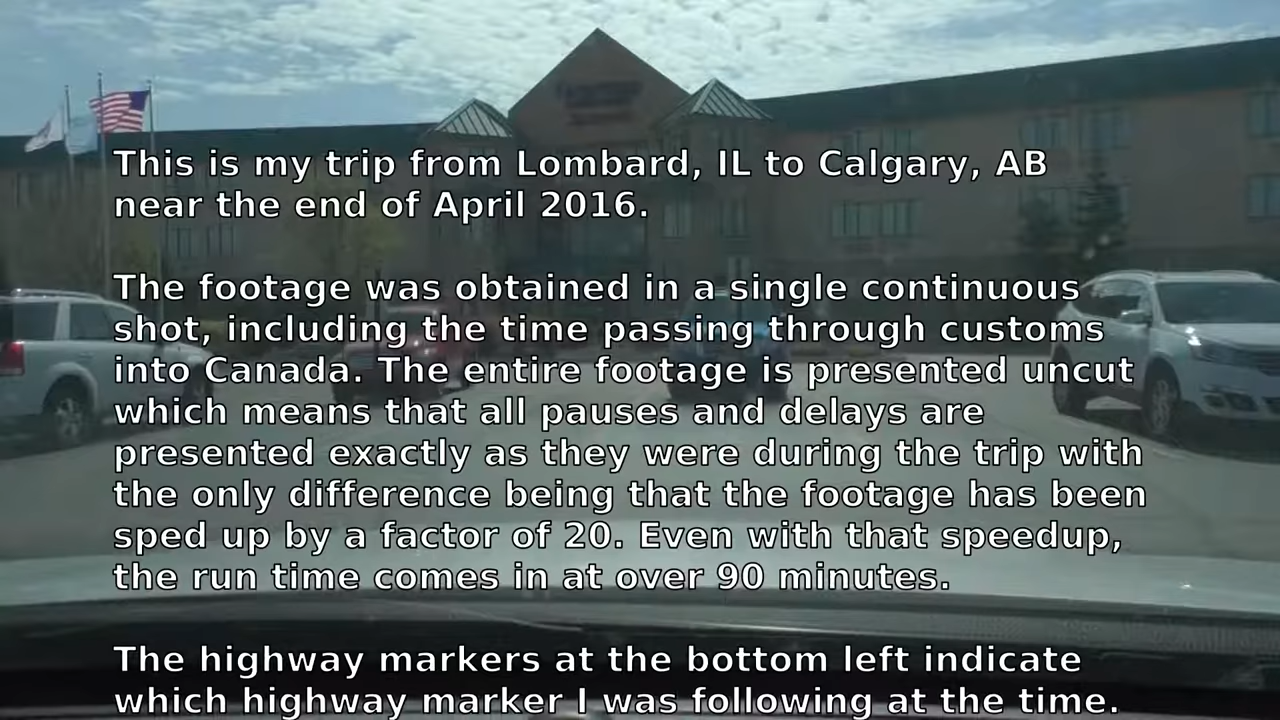 This is my trip from Lombard, IL to Calgary, AB
near the end of April 2016.
The footage was obtained in a single continuous
shot, including the time passing through customs
into Canada. The entire footage is presented uncut
which means that all pauses and delays are
presented exactly as they were during the trip with
the only difference being that the footage has been
sped up by a factor of 20. Even with that speedup,
the run time comes in at over 90 minutes.
The highway markers at the bottom left indicate
which highway marker I was following at the time.